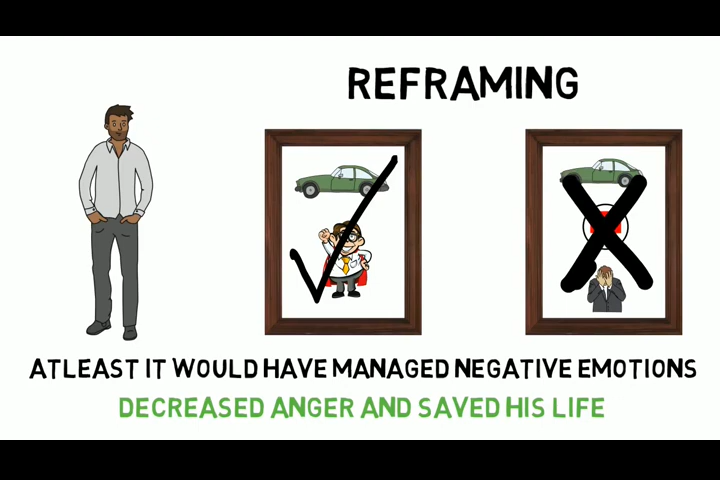 REFRAMING
ATLEAST IT WOULD HAVE MANAGED NEGATIVE EMOTIONS
DECREASED ANGER AND SAVED HIS LIFE